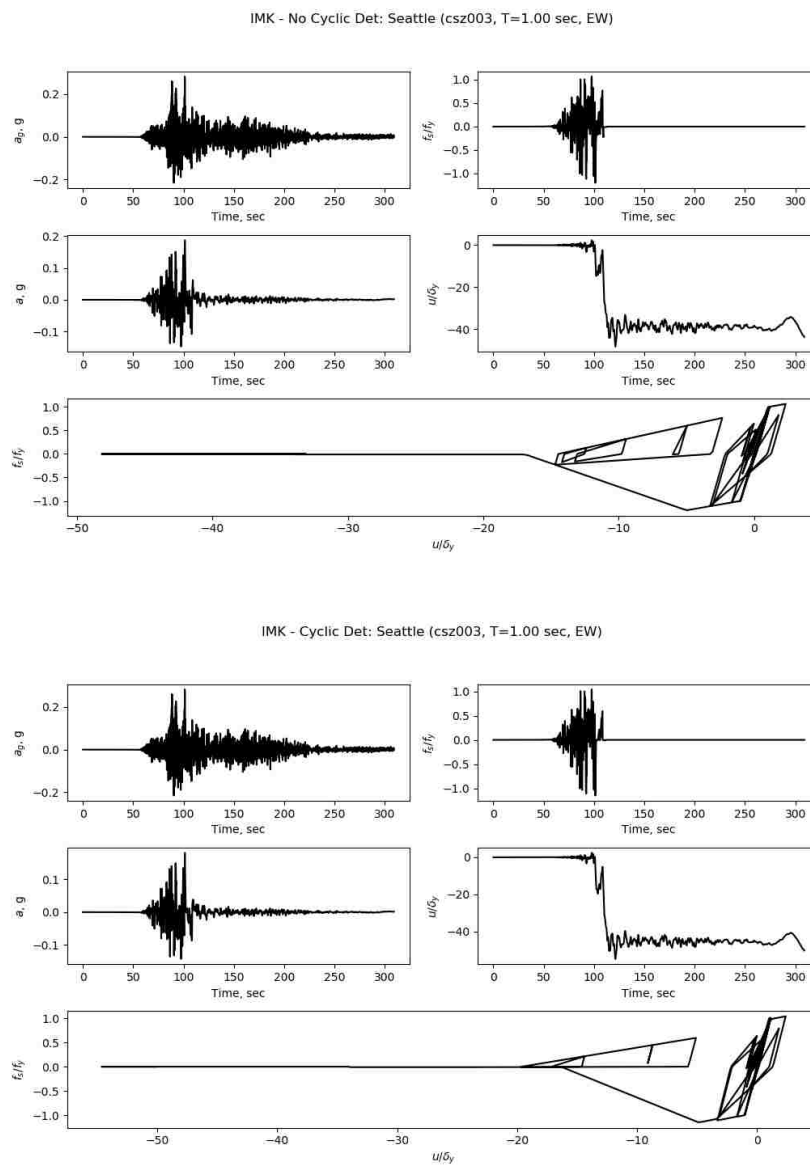 IMK - No Cyclic Det: Seattle (csz003, T=1.00 sec, EW)
a_g, g
0.2
0.0
−0.2
0 50 100 150 200 250 300
Time, sec
f_s/f_y
1.0
0.5
0.0
−0.5
−1.0
0 50 100 150 200 250 300
Time, sec
a, g
0.2
0.1
0.0
−0.1
0 50 100 150 200 250 300
Time, sec
u/δ_y
0
−20
−40
0 50 100 150 200 250 300
Time, sec
f_s/f_y
1.0
0.5
0.0
−0.5
−1.0
−50 −40 −30 −20 −10 0
u/δ_y
IMK - Cyclic Det: Seattle (csz003, T=1.00 sec, EW)
a_g, g
0.2
0.0
−0.2
0 50 100 150 200 250 300
Time, sec
f_s/f_y
1.0
0.5
0.0
−0.5
−1.0
0 50 100 150 200 250 300
Time, sec
a, g
0.1
0.0
−0.1
0 50 100 150 200 250 300
Time, sec
u/δ_y
0
−20
−40
0 50 100 150 200 250 300
Time, sec
f_s/f_y
1.0
0.5
0.0
−0.5
−1.0
−50 −40 −30 −20 −10 0
u/δ_y